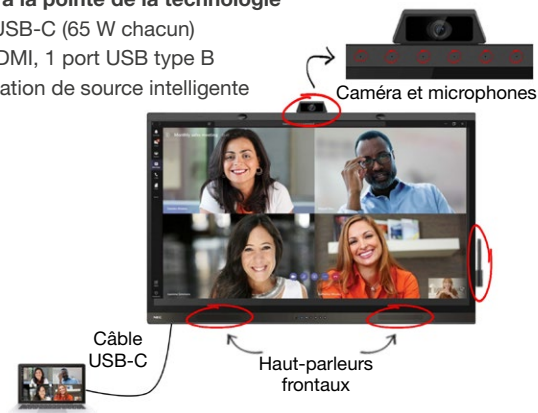 à la pointe de la technologie
USB-C (65 W chacun)
DMI, 1 port USB type B
ation de source intelligente
Caméra et microphones
Câble
USB-C
Haut-parleurs
frontaux
NEC